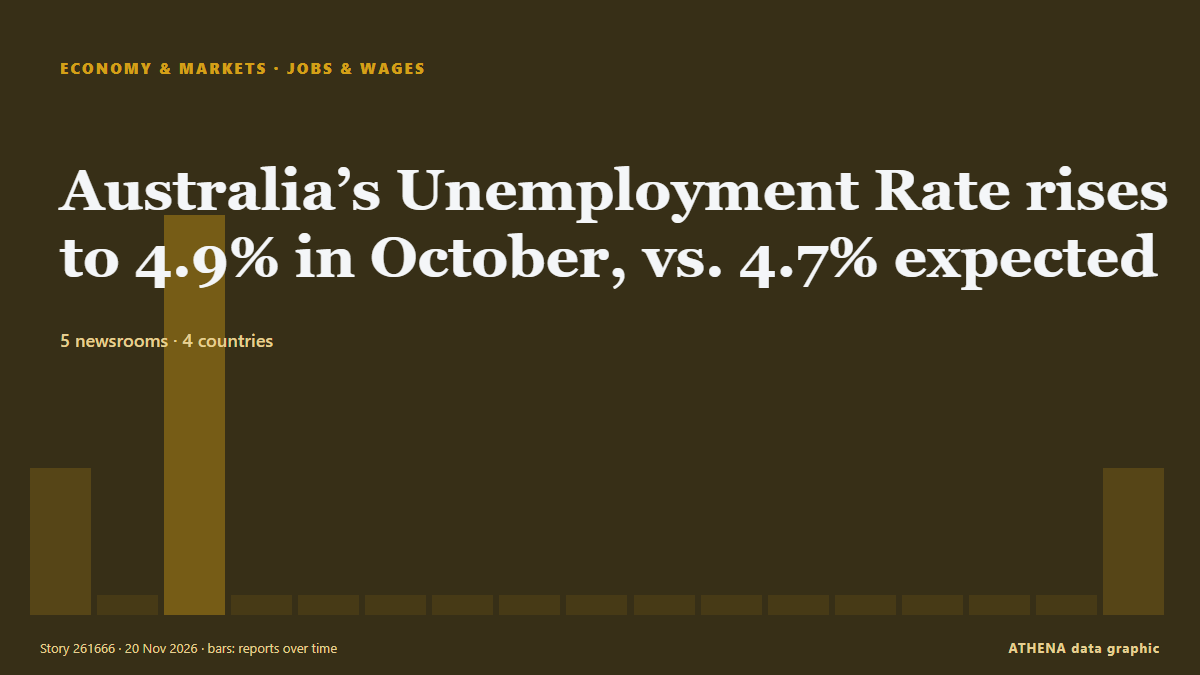 ECONOMY & MARKETS · JOBS & WAGES
Australia’s Unemployment Rate rises
to 4.9% in October, vs. 4.7% expected
5 newsrooms · 4 countries
Story 261666 · 20 Nov 2026 · bars: reports over time
ATHENA data graphic